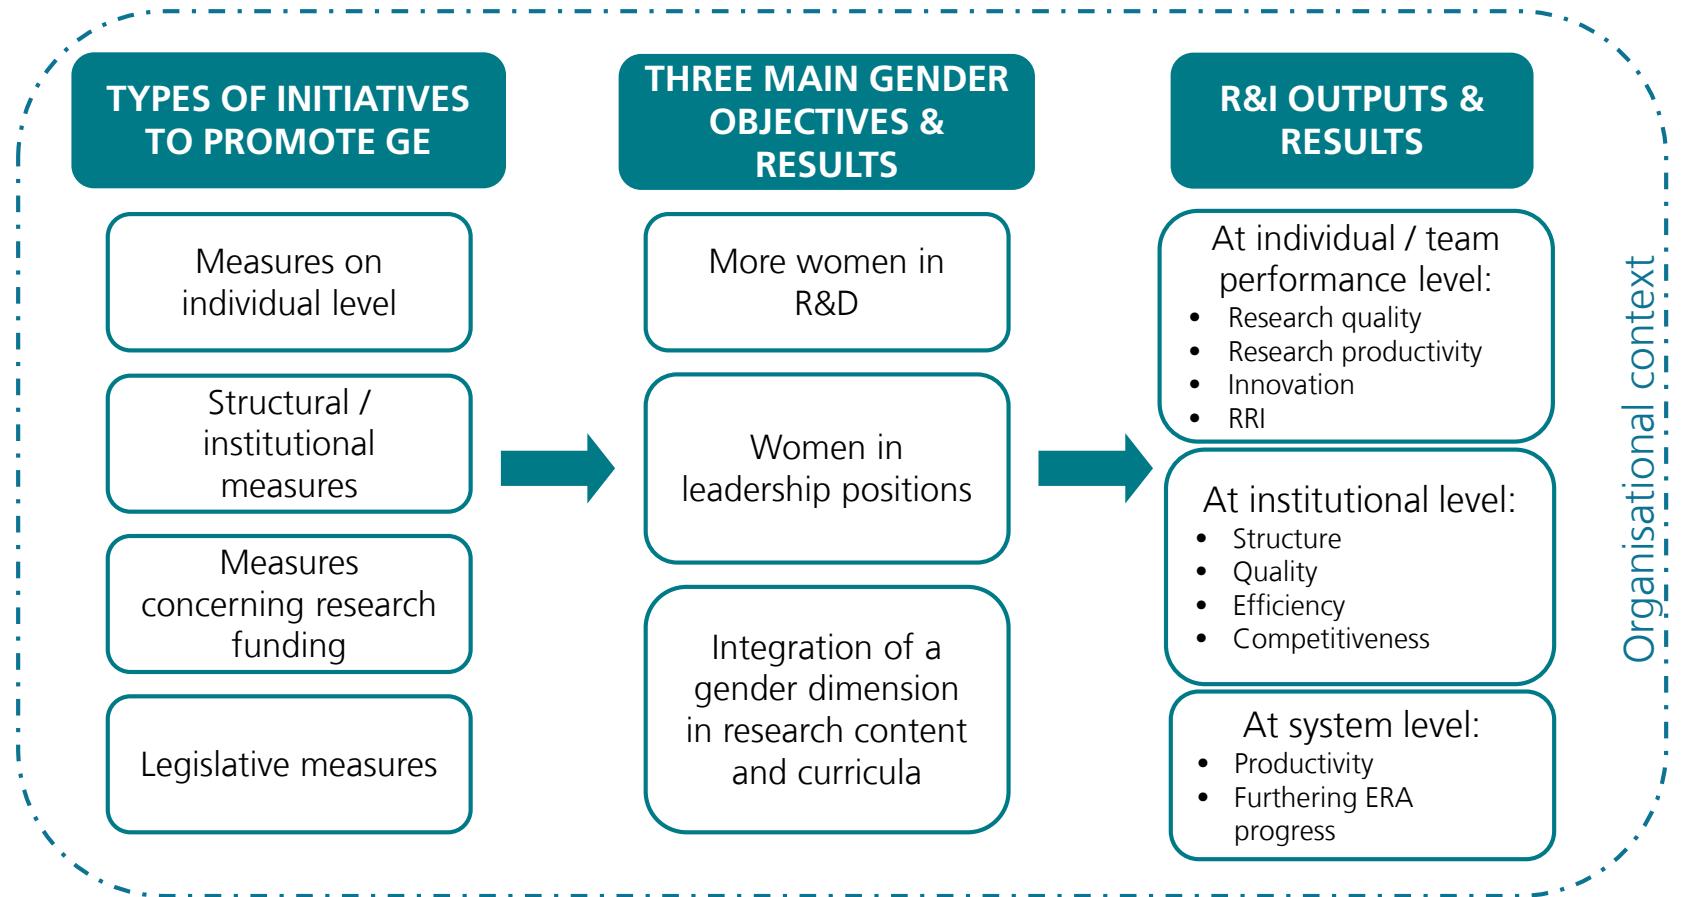 TYPES OF INITIATIVES
TO PROMOTE GE
Measures on
individual level
Structural /
institutional
measures
Measures
concerning research
funding
Legislative measures
THREE MAIN GENDER
OBJECTIVES &
RESULTS
More women in
R&D
Women in
leadership positions
Integration of a
gender dimension
in research content
and curricula
R&I OUTPUTS &
RESULTS
At individual / team
performance level:
• Research quality
• Research productivity
• Innovation
• RRI
At institutional level:
• Structure
• Quality
• Efficiency
• Competitiveness
At system level:
• Productivity
• Furthering ERA
progress
Organisational context